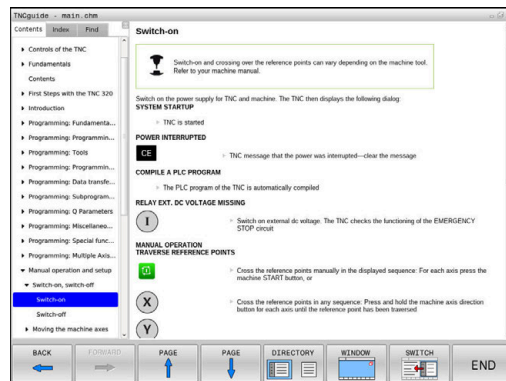 TNCguide - main.chm
Contents Index Find
Controls of the TNC
Fundamentals
Contents
First Steps with the TNC 320
Introduction
Programming: Fundamenta...
Programming: Programmin...
Programming: Tools
Programming: Programmin...
Programming: Data transfe...
Programming: Subprogram...
Programming: Q Parameters
Programming: Miscellaneo...
Programming: Special func...
Programming: Multiple Axis...
Manual operation and setup
Switch-on, switch-off
Switch-on
Switch-off
Moving the machine axes
Switch-on
Switch-on and crossing over the reference points can vary depending on the machine tool.
Refer to your machine manual.
Switch on the power supply for TNC and machine. The TNC then displays the following dialog:
SYSTEM STARTUP
TNC is started
POWER INTERRUPTED
CE
TNC message that the power was interrupted—clear the message
COMPILE A PLC PROGRAM
The PLC program of the TNC is automatically compiled
RELAY EXT. DC VOLTAGE MISSING
I
Switch on external dc voltage. The TNC checks the functioning of the EMERGENCY
STOP circuit
MANUAL OPERATION
TRAVERSE REFERENCE POINTS
Cross the reference points manually in the displayed sequence: For each axis press the
machine START button, or
X
Cross the reference points in any sequence: Press and hold the machine axis direction
button for each axis until the reference point has been traversed
Y
BACK FORWARD PAGE PAGE DIRECTORY WINDOW SWITCH END